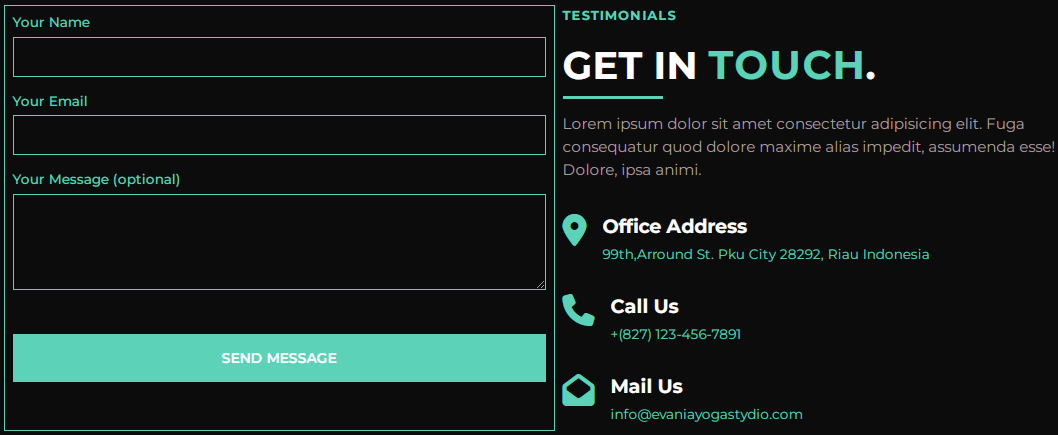 Your Name
Your Email
Your Message (optional)
SEND MESSAGE
TESTIMONIALS
GET IN TOUCH.
Lorem ipsum dolor sit amet consectetur adipisicing elit. Fuga
consequatur quod dolore maxime alias impedit, assumenda esse!
Dolore, ipsa animi.
Office Address
99th,Arround St. Pku City 28292, Riau Indonesia
Call Us
+(827) 123-456-7891
Mail Us
info@evaniayogastydio.com